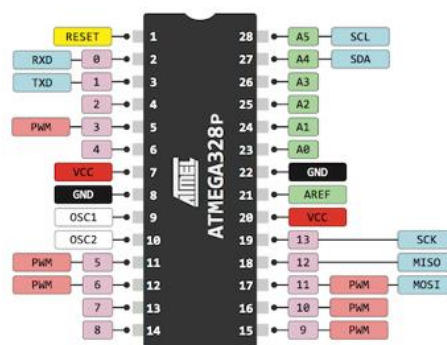 RESET 1 28 A5 SCL
RXD 0 2 27 A4 SDA
TXD 1 3 26 A3
2 4 25 A2
PWM 3 5 24 A1
4 6 23 A0
VCC 7 22 GND
GND 8 21 AREF
OSC1 9 20 VCC
OSC2 10 19 13 SCK
PWM 5 11 18 12 MISO
PWM 6 12 17 11 PWM MOSI
7 13 16 10 PWM
8 14 15 9 PWM
ATMEL
ATMEGA328P